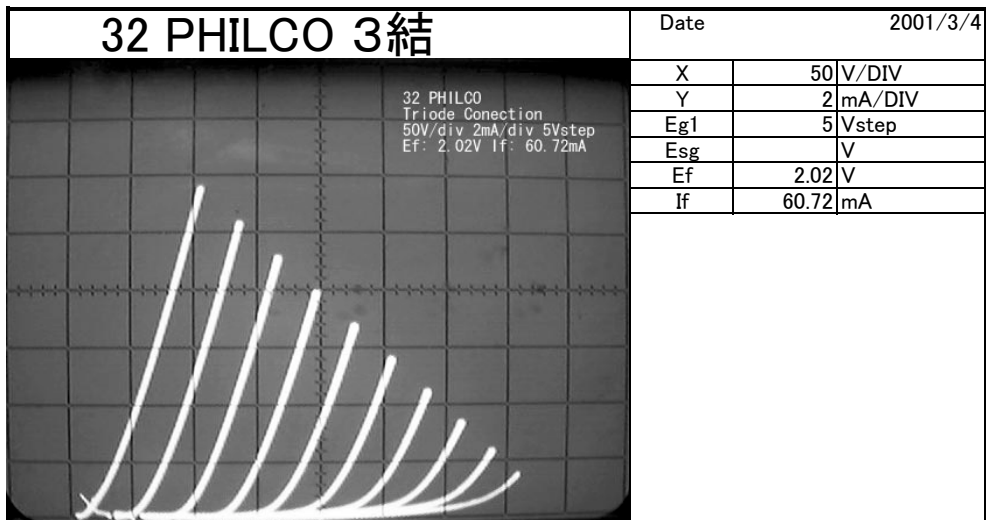 32 PHILCO 3結
Date 2001/3/4
32 PHILCO
Triode Conection
50V/div 2mA/div 5Vstep
Ef: 2.02V If: 60.72mA
X 50 V/DIV
Y 2 mA/DIV
Eg1 5 Vstep
Esg V
Ef 2.02 V
If 60.72 mA